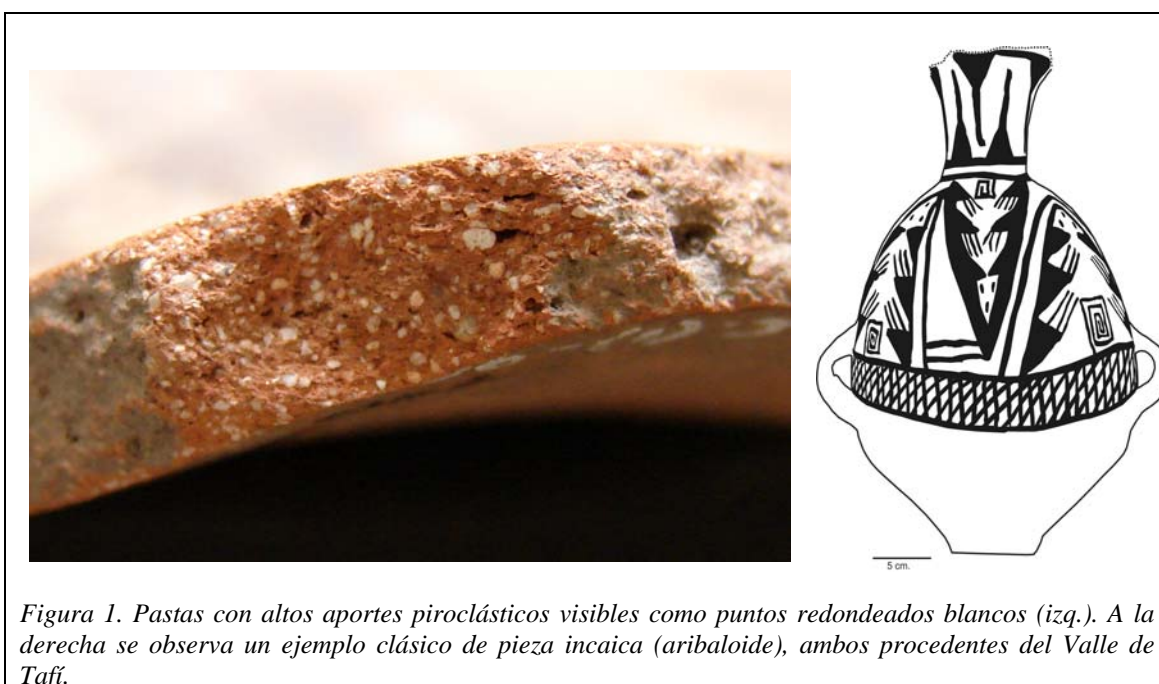 5 cm.
Figura 1. Pastas con altos aportes piroclásticos visibles como puntos redondeados blancos (izq.). A la
derecha se observa un ejemplo clásico de pieza incaica (aribaloide), ambos procedentes del Valle de
Tafí.